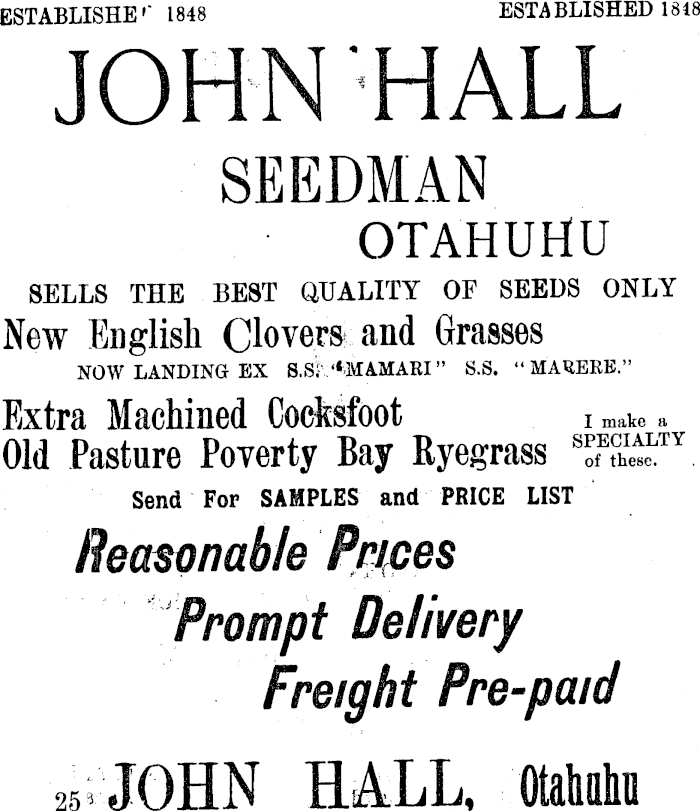 ESTABLISHE' 1848 ESTABLISHED 1848
JOHN HALL
SEEDMAN
OTAHUHU
SELLS THE BEST QUALITY OF SEEDS ONLY
New English Clovers and Grasses
NOW LANDING EX S.S. "MAMARI" S.S. "MARERE."
Extra Machined Cocksfoot
Old Pasture Poverty Bay Ryegrass
I make a
SPECIALTY
of these.
Send For SAMPLES and PRICE LIST
Reasonable Prices
Prompt Delivery
Freight Pre-paid
25 JOHN HALL, Otahuhu